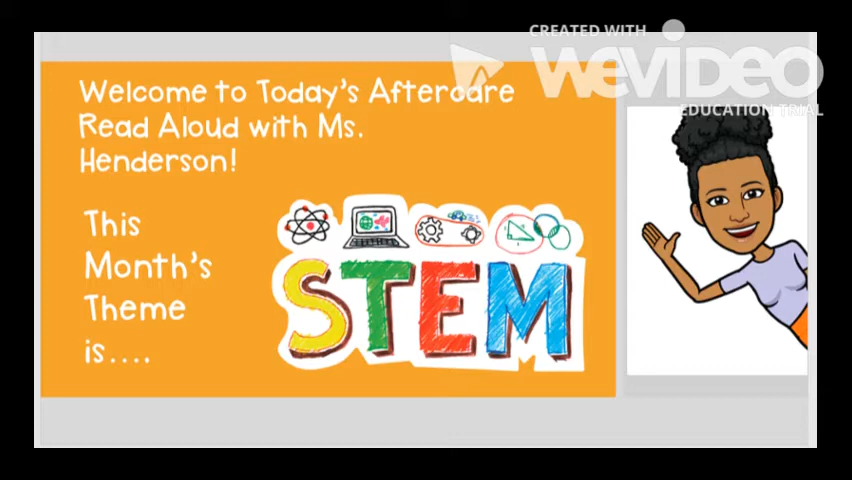 CREATED WITH
WEVIDEO
EDUCATION TRIAL
Welcome to Today's Aftercare
Read Aloud with Ms.
Henderson!
This
Month's
Theme
is....
STEM